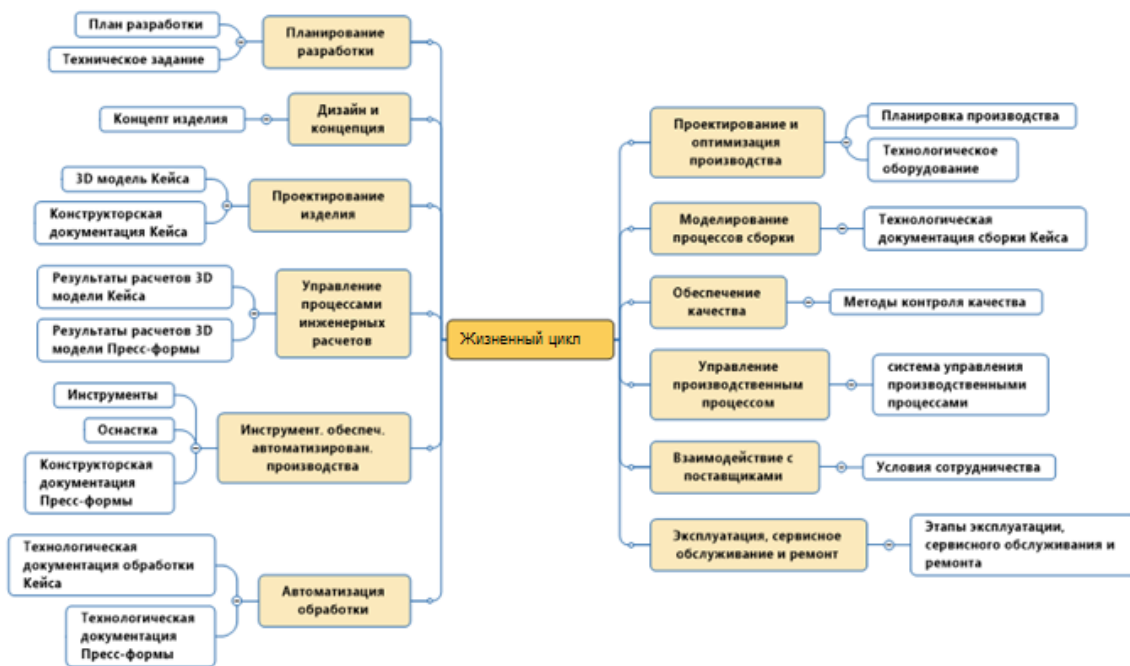 План разработки
Техническое задание
Планирование
разработки
Концепт изделия
Дизайн и
концепция
3D модель Кейса
Конструкторская
документация Кейса
Проектирование
изделия
Результаты расчетов 3D
модели Кейса
Результаты расчетов 3D
модели Пресс-формы
Управление
процессами
инженерных
расчетов
Инструменты
Оснастка
Конструкторская
документация
Пресс-формы
Инструмент. обеспеч.
автоматизирован.
производства
Технологическая
документация обработки
Кейса
Технологическая
документация
Пресс-формы
Автоматизация
обработки
Жизненный цикл
Проектирование и
оптимизация
производства
Планировка производства
Технологическое
оборудование
Моделирование
процессов сборки
Технологическая
документация сборки Кейса
Обеспечение
качества
Методы контроля качества
Управление
производственным
процессом
система управления
производственными
процессами
Взаимодействие с
поставщиками
Условия сотрудничества
Эксплуатация, сервисное
обслуживание и ремонт
Этапы эксплуатации,
сервисного обслуживания и
ремонта